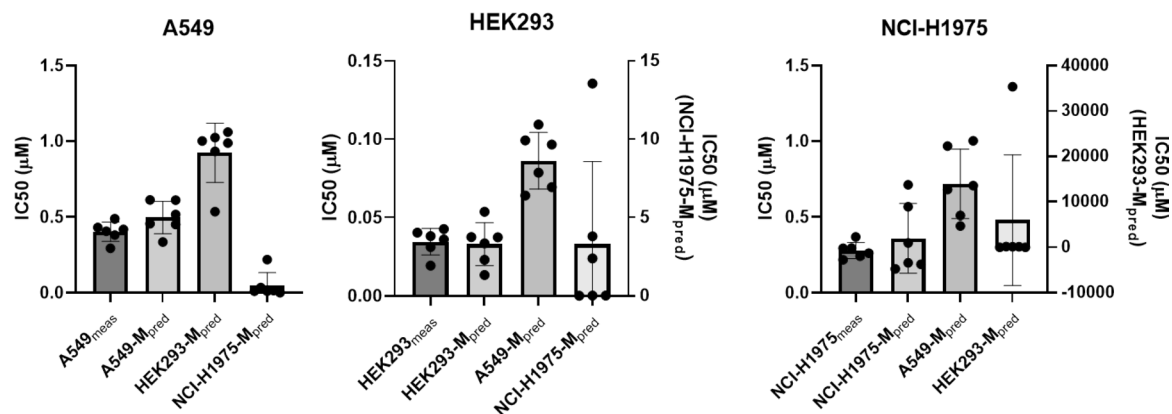 A549
IC50 (μM)
1.5
1.0
0.5
0.0
A549meas
A549-Mpred
HEK293-Mpred
NCI-H1975-Mpred
HEK293
IC50 (μM)
0.15
0.10
0.05
0.00
15
10
5
0
IC50 (μM)
(NCI-H1975-Mpred)
HEK293meas
HEK293-Mpred
A549-Mpred
NCI-H1975-Mpred
NCI-H1975
IC50 (μM)
1.5
1.0
0.5
0.0
40000
35000
30000
20000
10000
0
-10000
IC50 (μM)
(HEK293-Mpred)
NCI-H1975meas
NCI-H1975-Mpred
A549-Mpred
HEK293-Mpred